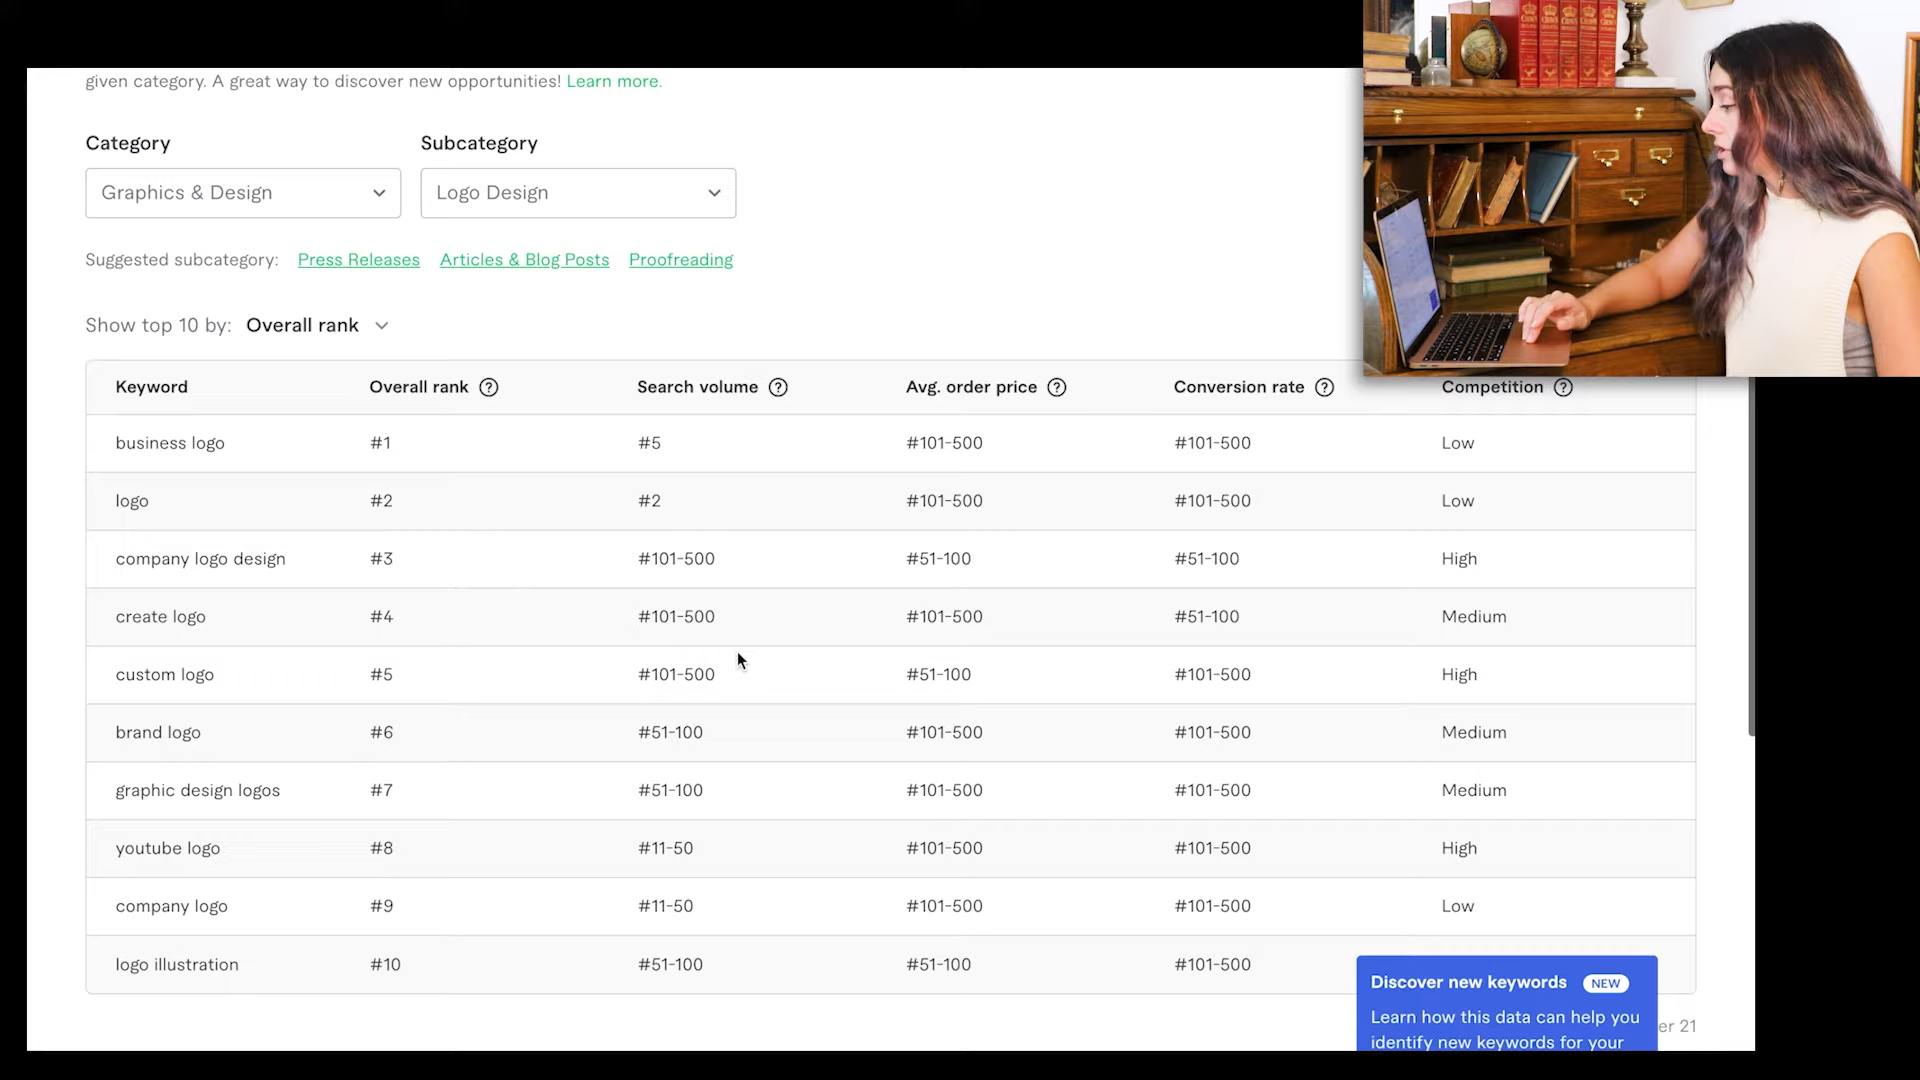 given category. A great way to discover new opportunities! Learn more.
Category Subcategory
Graphics & Design Logo Design
Suggested subcategory: Press Releases Articles & Blog Posts Proofreading
Show top 10 by: Overall rank
Keyword Overall rank ? Search volume ? Avg. order price ? Conversion rate ? Competition ?
business logo #1 #5 #101-500 #101-500 Low
logo #2 #2 #101-500 #101-500 Low
company logo design #3 #101-500 #51-100 #51-100 High
create logo #4 #101-500 #101-500 #51-100 Medium
custom logo #5 #101-500 #51-100 #101-500 High
brand logo #6 #51-100 #101-500 #101-500 Medium
graphic design logos #7 #51-100 #101-500 #101-500 Medium
youtube logo #8 #11-50 #101-500 #101-500 High
company logo #9 #11-50 #101-500 #101-500 Low
logo illustration #10 #51-100 #51-100 #101-500
Discover new keywords NEW
Learn how this data can help you
identify new keywords for your
er 21